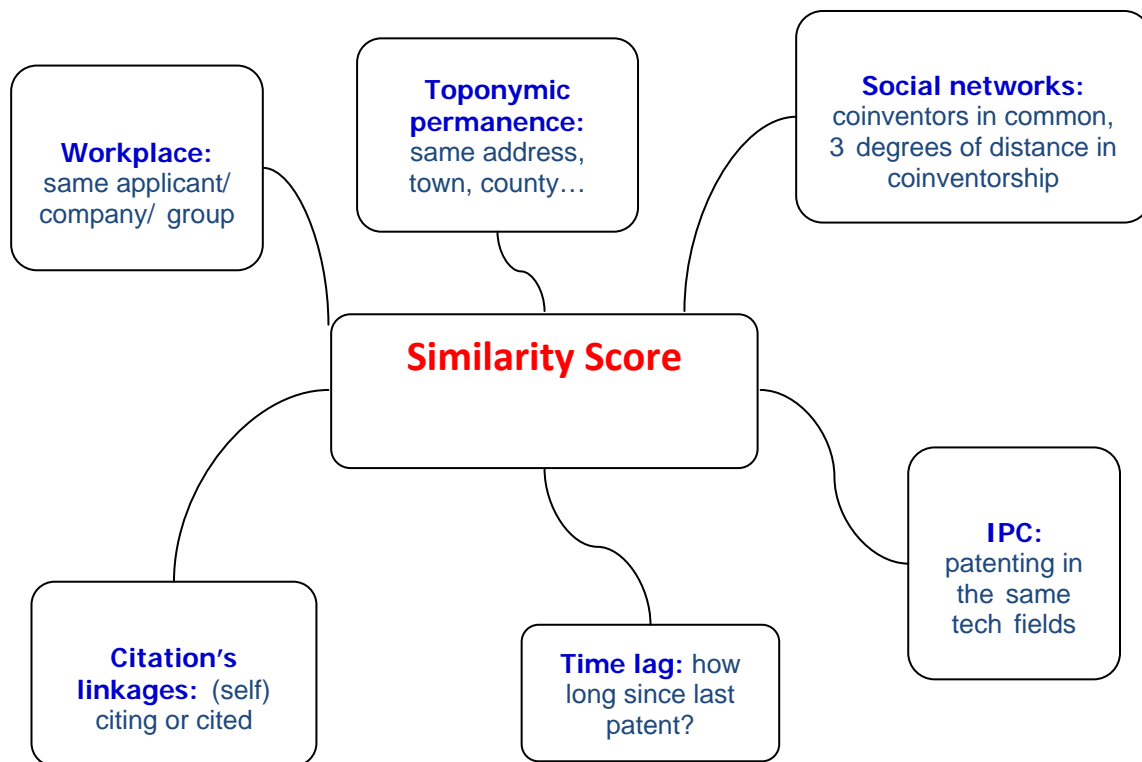 Workplace:
same applicant/
company/ group
Toponymic
permanence:
same address,
town, county…
Social networks:
coinventors in common,
3 degrees of distance in
coinventorship
Similarity Score
Citation's
linkages: (self)
citing or cited
Time lag: how
long since last
patent?
IPC:
patenting in
the same
tech fields